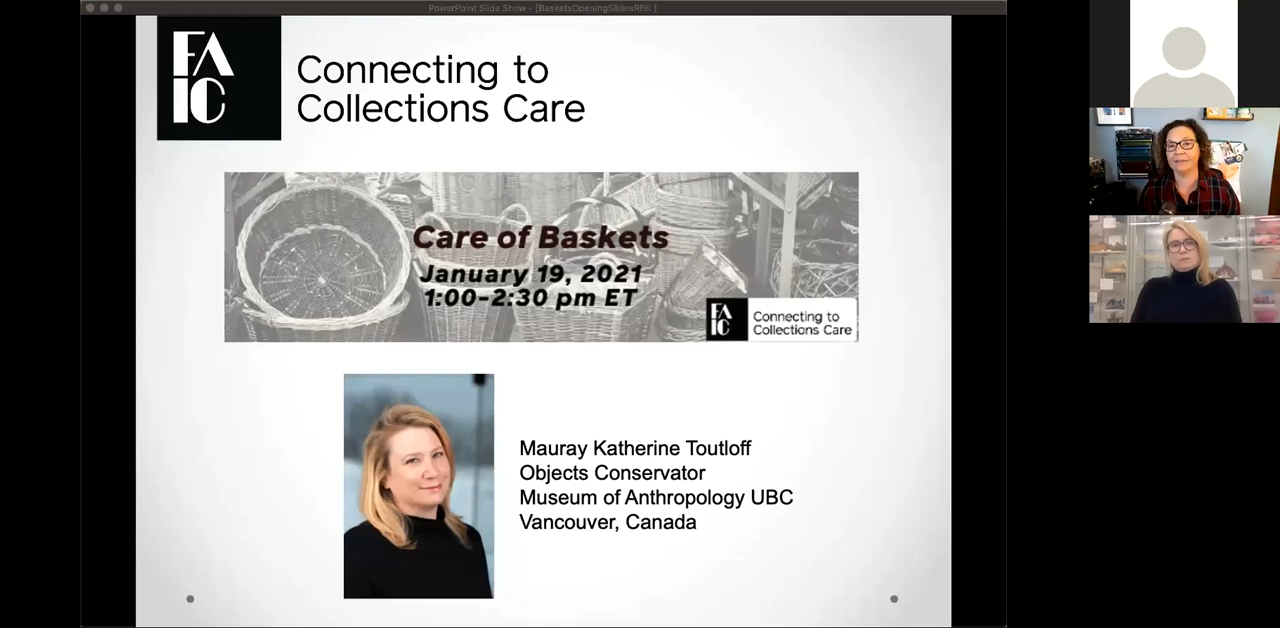 PowerPoint Slide Show - [BasketsOpeningSlidesRBK ]
FA
IC
Connecting to
Collections Care
Care of Baskets
January 19, 2021
1:00-2:30 pm ET
FA
IC
Connecting to
Collections Care
Mauray Katherine Toutloff
Objects Conservator
Museum of Anthropology UBC
Vancouver, Canada